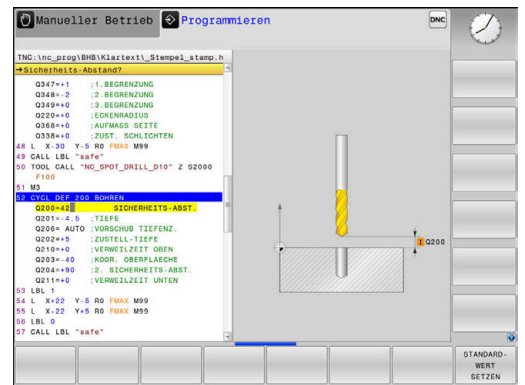 Manueller Betrieb
Programmieren
DNC
TNC:\nc_prog\BHB\Klartext\_Stempel_stamp.h
→Sicherheits-Abstand?
Q347=+1 ;1.BEGRENZUNG
Q348=-2 ;2.BEGRENZUNG
Q349=+0 ;3.BEGRENZUNG
Q220=+0 ;ECKENRADIUS
Q368=+0 ;AUFMASS SEITE
Q338=+0 ;ZUST. SCHLICHTEN
48 L X-30 Y-5 R0 FMAX M99
49 CALL LBL "safe"
50 TOOL CALL "NC_SPOT_DRILL_D10" Z S2000
F100
51 M3
52 CYCL DEF 200 BOHREN
Q200=42 SICHERHEITS-ABST.
Q201=-4.5 ;TIEFE
Q206= AUTO ;VORSCHUB TIEFENZ.
Q202=+5 ;ZUSTELL-TIEFE
Q210=+0 ;VERWEILZEIT OBEN
Q203=-40 ;KOOR. OBERFLAECHE
Q204=+90 ;2. SICHERHEITS-ABST.
Q211=+0 ;VERWEILZEIT UNTEN
53 LBL 1
54 L X+22 Y-5 R0 FMAX M99
55 L X-22 Y-5 R0 FMAX M99
56 LBL 0
57 CALL LBL "safe"
I Q200
STANDARD-
WERT
SETZEN